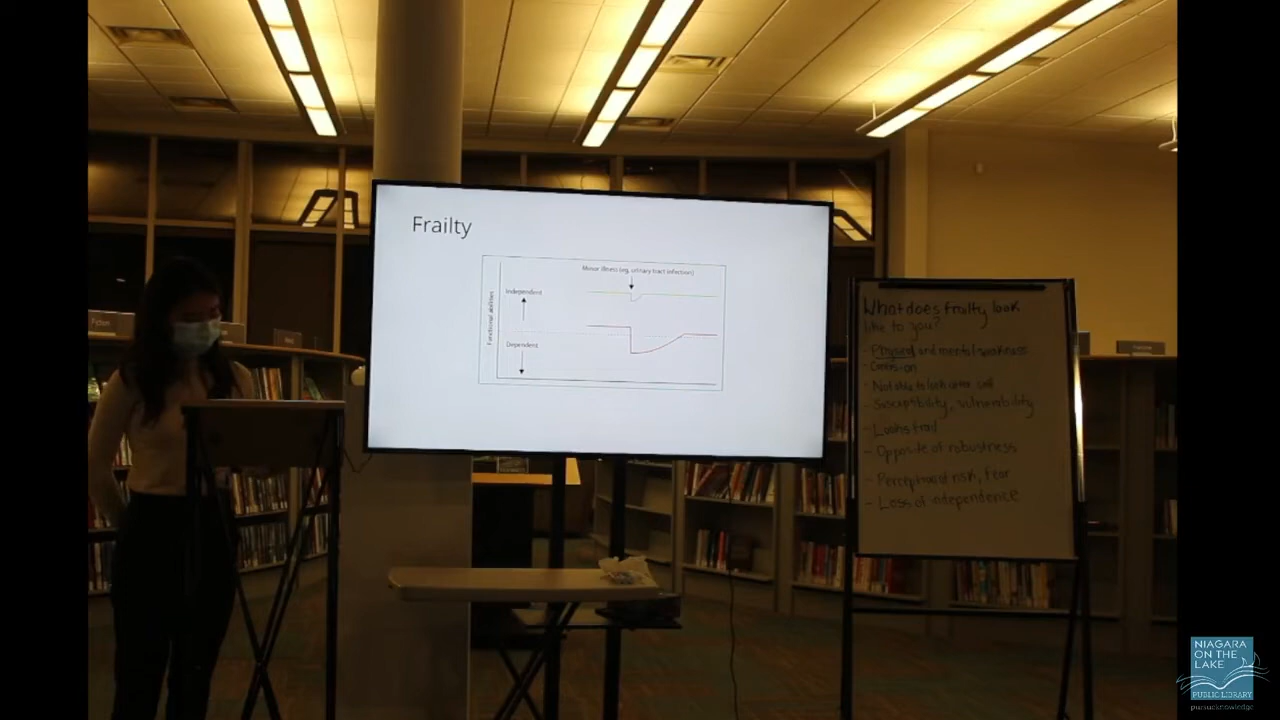 Frailty
Minor illness (eg, urinary tract infection)
Independent
Functional abilities
Dependent
What does frailty look
like to you?
- Physical and mental weakness
- Confusion
- Not able to look after self
- Susceptibility, vulnerability
- Looks frail
- Opposite of robustness
- Perception of risk, fear
- Loss of independence
Fiction
NIAGARA
ON THE
LAKE
PUBLIC LIBRARY